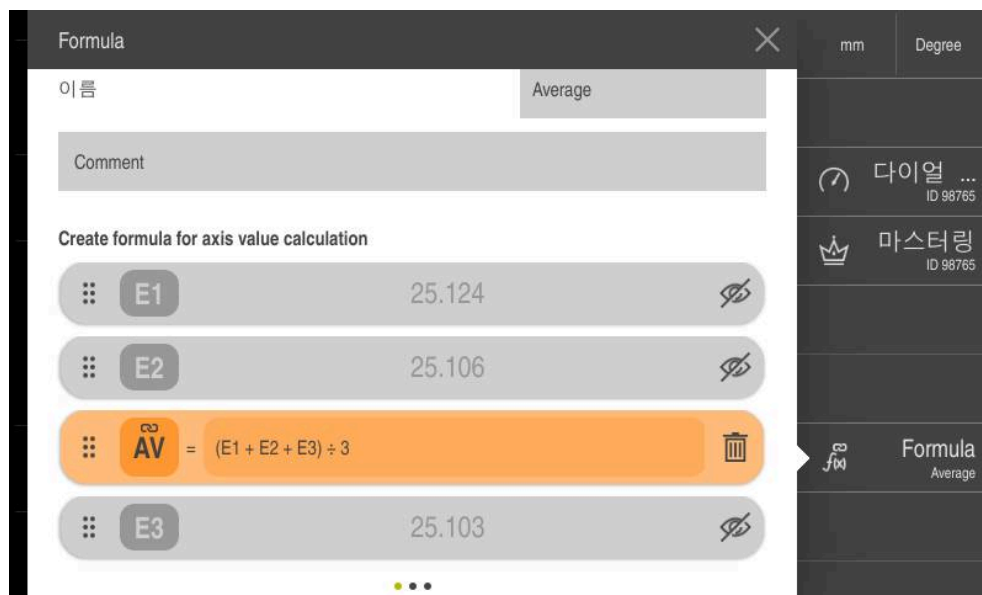 Formula
이름
Average
Comment
Create formula for axis value calculation
E1 25.124
E2 25.106
AV = (E1 + E2 + E3) ÷ 3
E3 25.103
mm Degree
다이얼 ...
ID 98765
마스터링
ID 98765
f(x) Formula
Average